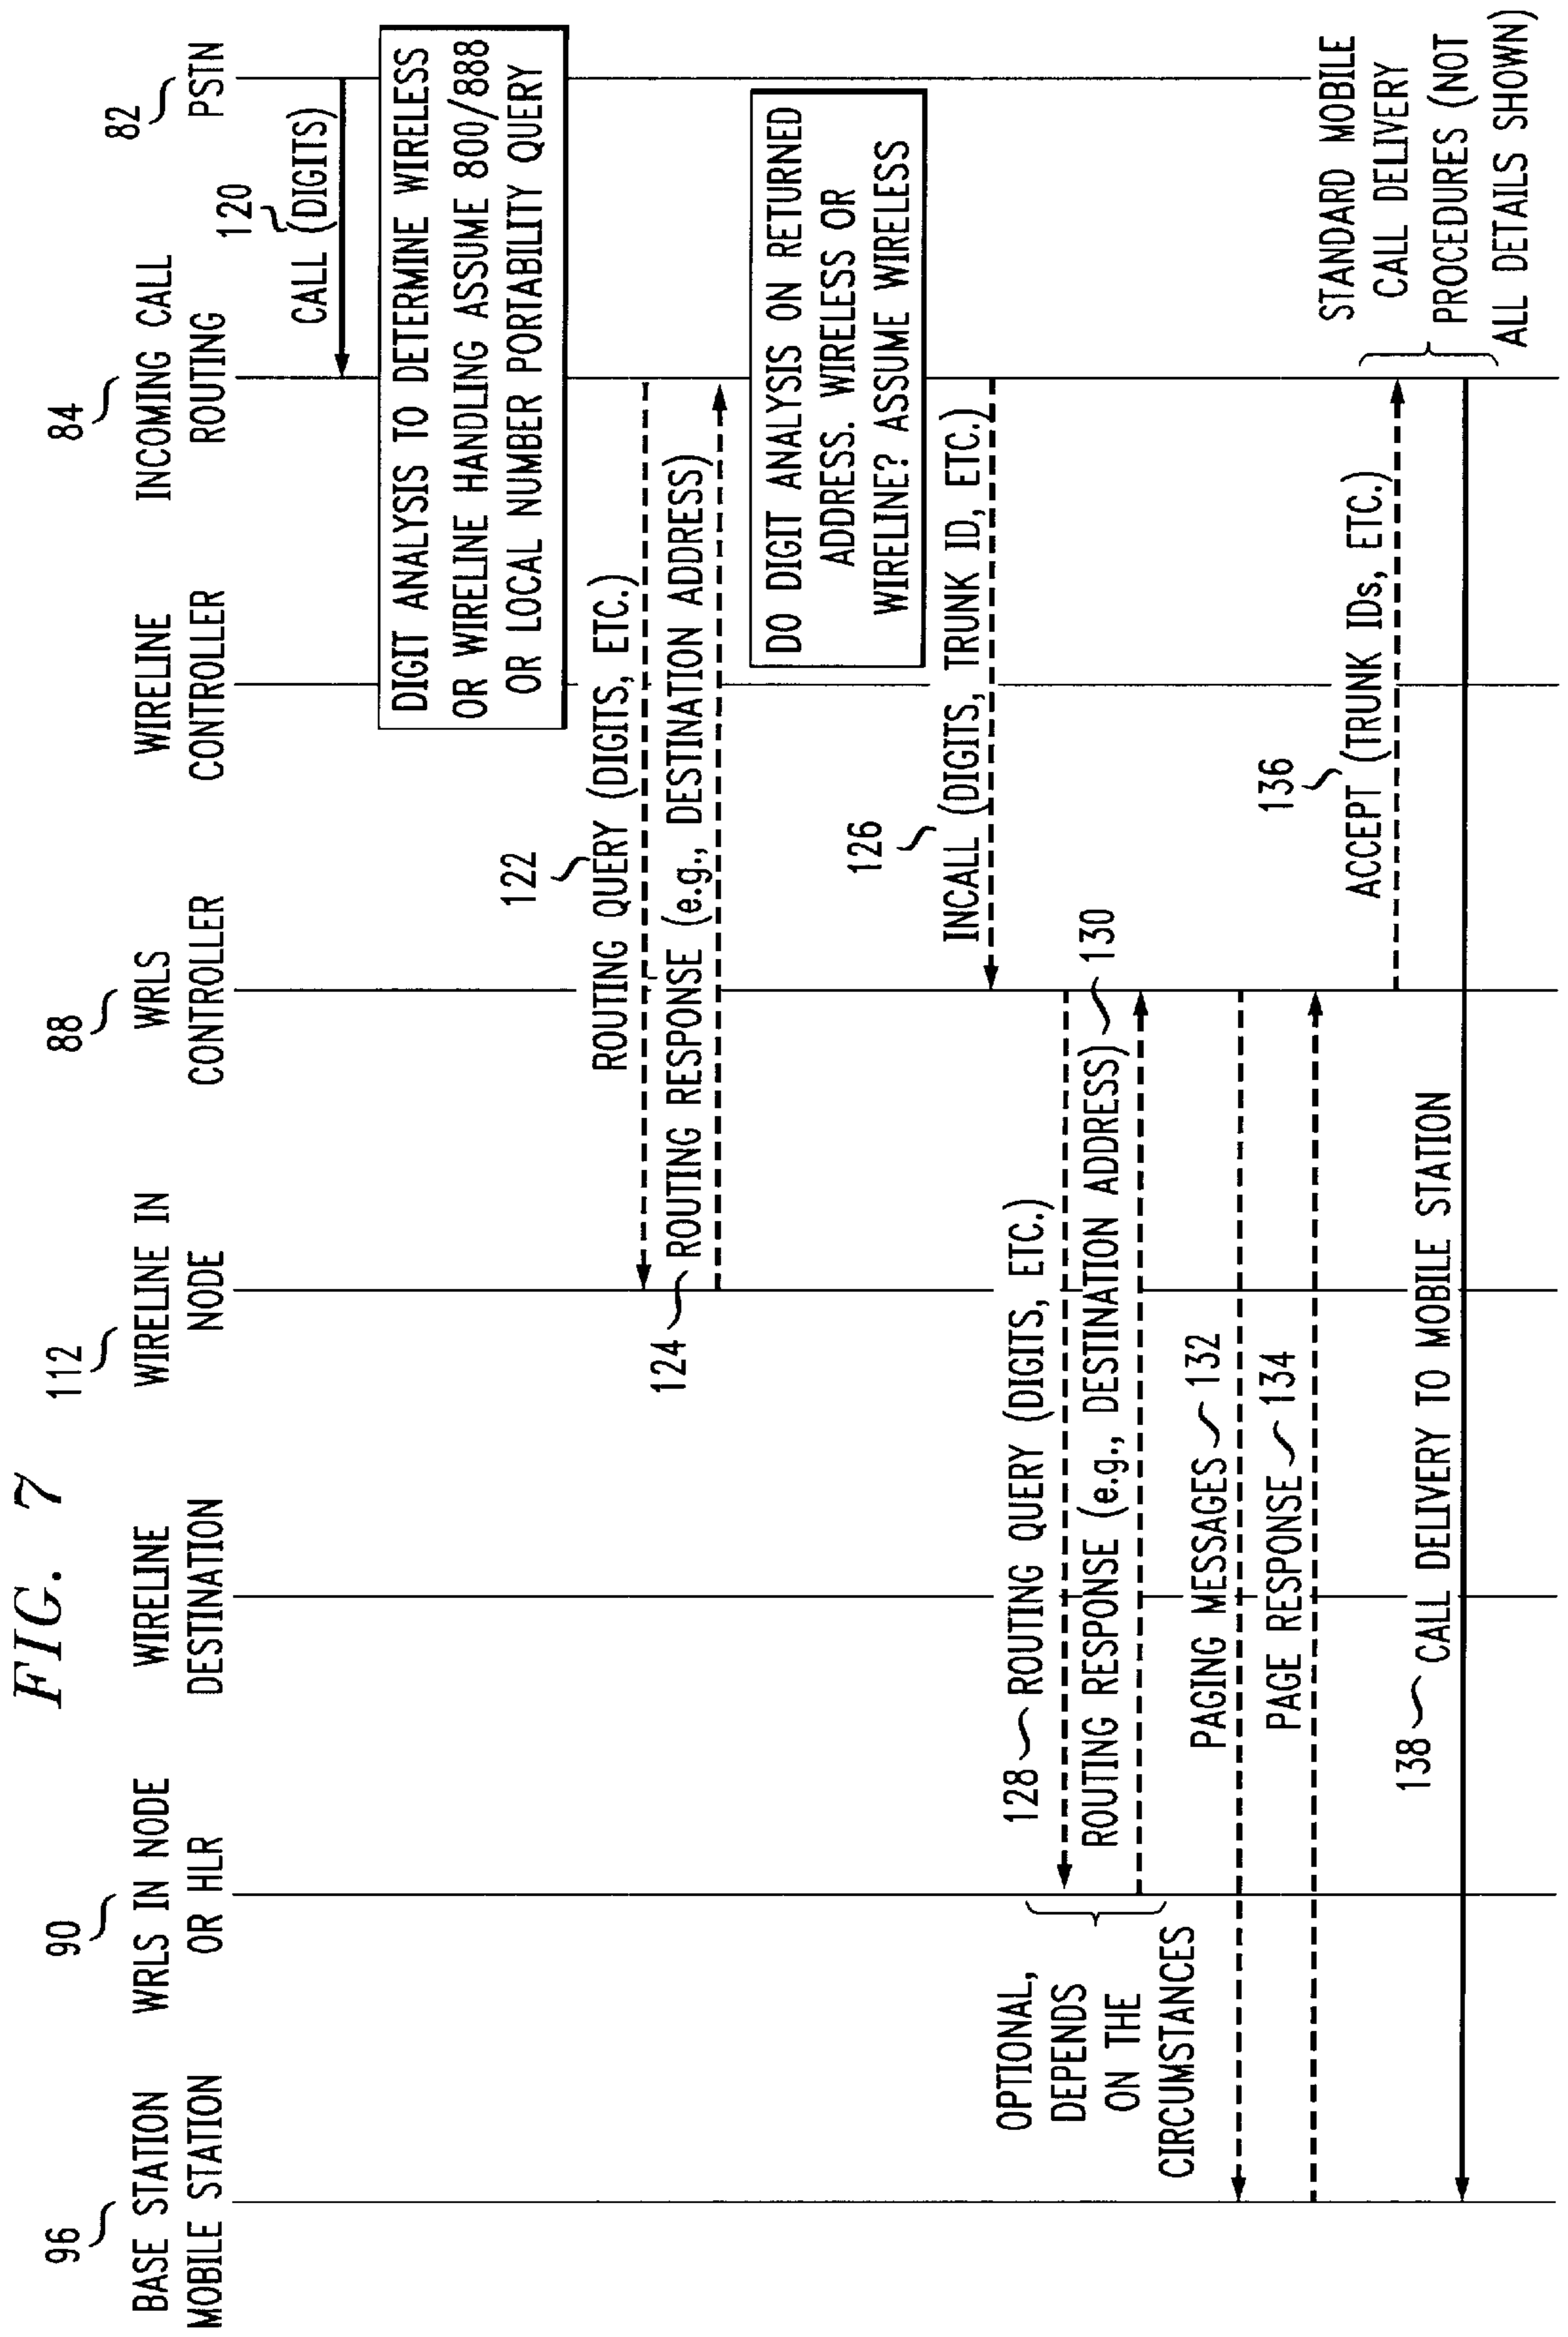 FIG. 7
96
BASE STATION
MOBILE STATION
90
WRLS IN NODE
OR HLR
WIRELINE
DESTINATION
112
WIRELINE IN
NODE
88
WRLS
CONTROLLER
WIRELINE
CONTROLLER
84
INCOMING CALL
ROUTING
82
PSTN
120
CALL (DIGITS)
DIGIT ANALYSIS TO DETERMINE WIRELESS
OR WIRELINE HANDLING ASSUME 800/888
OR LOCAL NUMBER PORTABILITY QUERY
122
ROUTING QUERY (DIGITS, ETC.)
124 ROUTING RESPONSE (e.g., DESTINATION ADDRESS)
DO DIGIT ANALYSIS ON RETURNED
ADDRESS. WIRELESS OR
WIRELINE? ASSUME WIRELESS
126
INCALL (DIGITS, TRUNK ID, ETC.)
OPTIONAL,
DEPENDS
ON THE
CIRCUMSTANCES
128 ROUTING QUERY (DIGITS, ETC.)
ROUTING RESPONSE (e.g., DESTINATION ADDRESS) 130
PAGING MESSAGES 132
PAGE RESPONSE 134
136
ACCEPT (TRUNK IDs, ETC.)
138 CALL DELIVERY TO MOBILE STATION
STANDARD MOBILE
CALL DELIVERY
PROCEDURES (NOT
ALL DETAILS SHOWN)